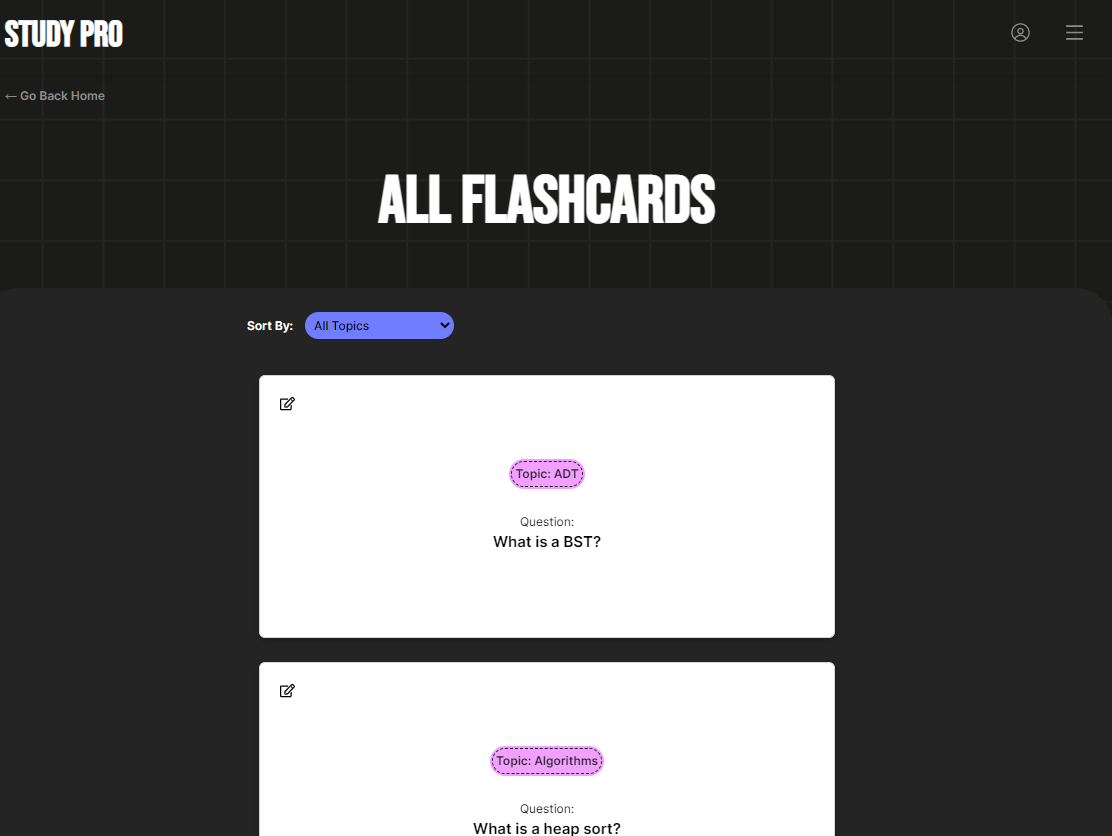 STUDY PRO
← Go Back Home
ALL FLASHCARDS
Sort By: All Topics
Topic: ADT
Question:
What is a BST?
Topic: Algorithms
Question:
What is a heap sort?